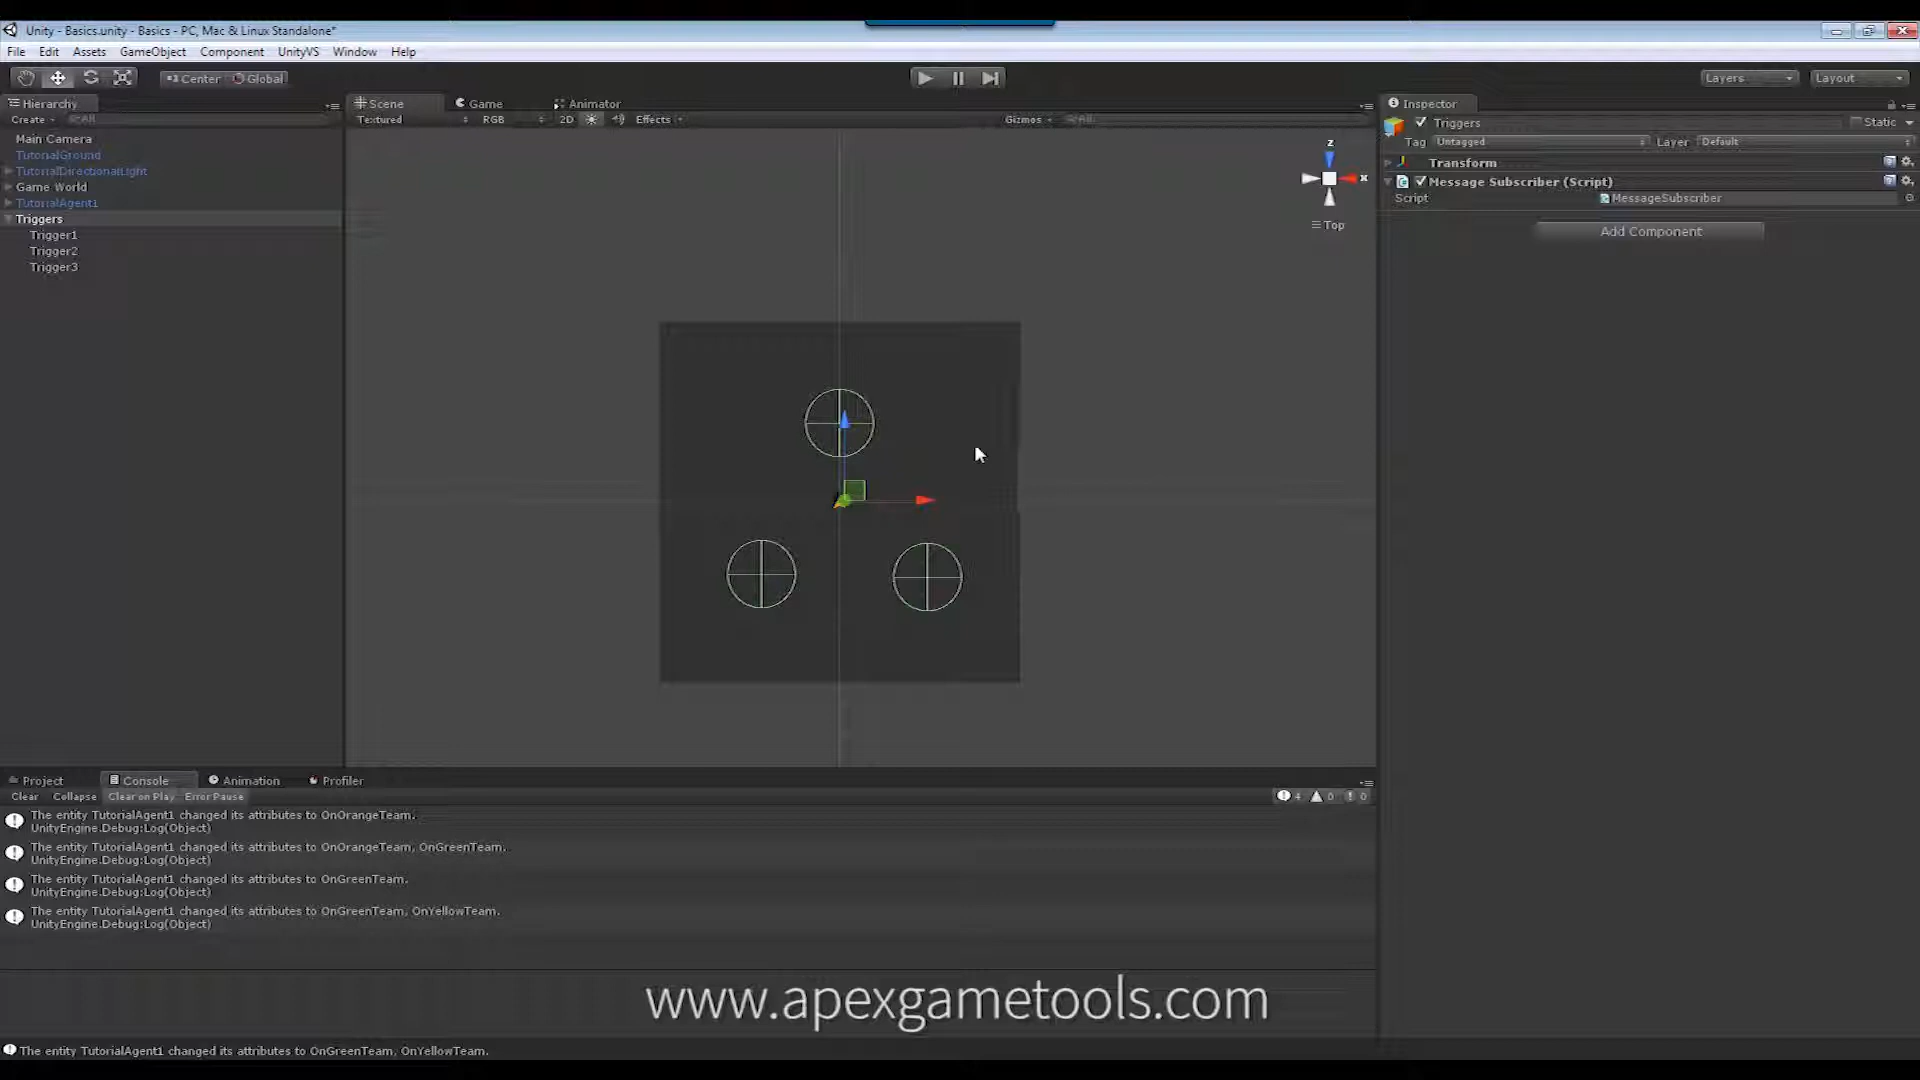 Unity - Basics.unity - Basics - PC, Mac & Linux Standalone*
File Edit Assets GameObject Component UnityVS Window Help
Center Global Layers Layout
Hierarchy Scene Game Animator Inspector
Create Textured RGB 2D Effects Gizmos Triggers Static
Tag Untagged Layer Default
Main Camera
TutorialGround
TutorialDirectionalLight
Game World
TutorialAgent1
Triggers
Trigger1
Trigger2
Trigger3
z
x
Top
Transform
Message Subscriber (Script)
Script MessageSubscriber
Add Component
Project Console Animation Profiler
Clear Collapse Clear on Play Error Pause 4 0 0
The entity TutorialAgent1 changed its attributes to OnOrangeTeam.
UnityEngine.Debug:Log(Object)
The entity TutorialAgent1 changed its attributes to OnOrangeTeam, OnGreenTeam.
UnityEngine.Debug:Log(Object)
The entity TutorialAgent1 changed its attributes to OnGreenTeam.
UnityEngine.Debug:Log(Object)
The entity TutorialAgent1 changed its attributes to OnGreenTeam, OnYellowTeam.
UnityEngine.Debug:Log(Object)
www.apexgametools.com
The entity TutorialAgent1 changed its attributes to OnGreenTeam, OnYellowTeam.